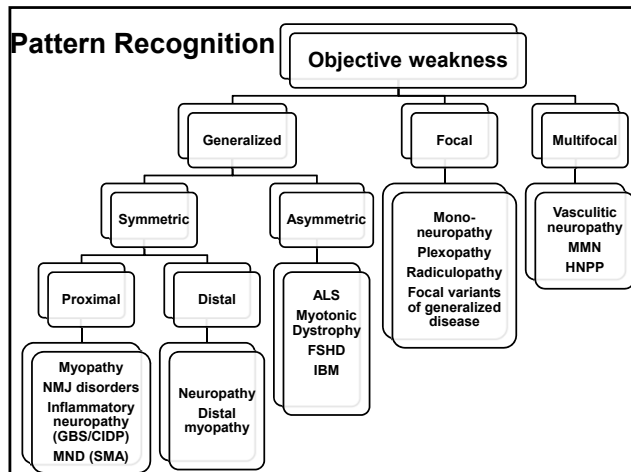 Pattern Recognition
Objective weakness
Generalized
Focal
Multifocal
Symmetric
Asymmetric
Mono-
neuropathy
Plexopathy
Radiculopathy
Focal variants
of generalized
disease
Vasculitic
neuropathy
MMN
HNPP
Proximal
Distal
ALS
Myotonic
Dystrophy
FSHD
IBM
Myopathy
NMJ disorders
Inflammatory
neuropathy
(GBS/CIDP)
MND (SMA)
Neuropathy
Distal
myopathy